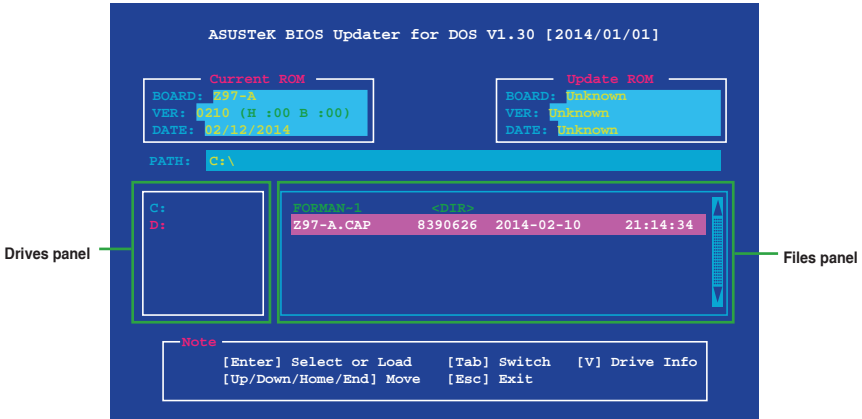 ASUSTeK BIOS Updater for DOS V1.30 [2014/01/01]
Current ROM
BOARD: Z97-A
VER: 0210 (H :00 B :00)
DATE: 02/12/2014
Update ROM
BOARD: Unknown
VER: Unknown
DATE: Unknown
PATH: C:\
C:
D:
FORMAN~1 <DIR>
Z97-A.CAP 8390626 2014-02-10 21:14:34
Drives panel
Files panel
Note
[Enter] Select or Load [Tab] Switch [V] Drive Info
[Up/Down/Home/End] Move [Esc] Exit